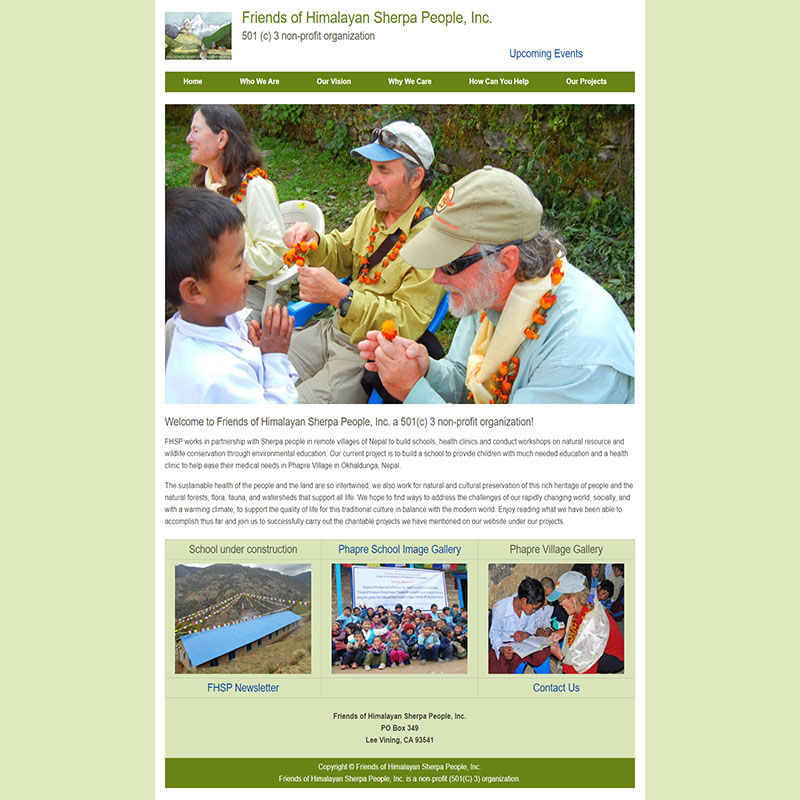 Friends of Himalayan Sherpa People, Inc.
501 (c) 3 non-profit organization
Upcoming Events
Home Who We Are Our Vision Why We Care How Can You Help Our Projects
Welcome to Friends of Himalayan Sherpa People, Inc. a 501(c) 3 non-profit organization!
FHSP works in partnership with Sherpa people in remote villages of Nepal to build schools, health clinics and conduct workshops on natural resource and
wildlife conservation through environmental education. Our current project is to build a school to provide children with much needed education and a health
clinic to help ease their medical needs in Phapre Village in Okhaldunga, Nepal.
The sustainable health of the people and the land are so intertwined, we also work for natural and cultural preservation of this rich heritage of people and the
natural forests, flora, fauna, and watersheds that support all life. We hope to find ways to address the challenges of our rapidly changing world, socially, and
with a warming climate, to support the quality of life for this traditional culture in balance with the modern world. Enjoy reading what we have been able to
accomplish thus far and join us to successfully carry out the charitable projects we have mentioned on our website under our projects.
School under construction Phapre School Image Gallery Phapre Village Gallery
FHSP Newsletter Contact Us
Friends of Himalayan Sherpa People, Inc.
PO Box 349
Lee Vining, CA 93541
Copyright © Friends of Himalayan Sherpa People, Inc.
Friends of Himalayan Sherpa People, Inc. is a non-profit (501(C) 3) organization.